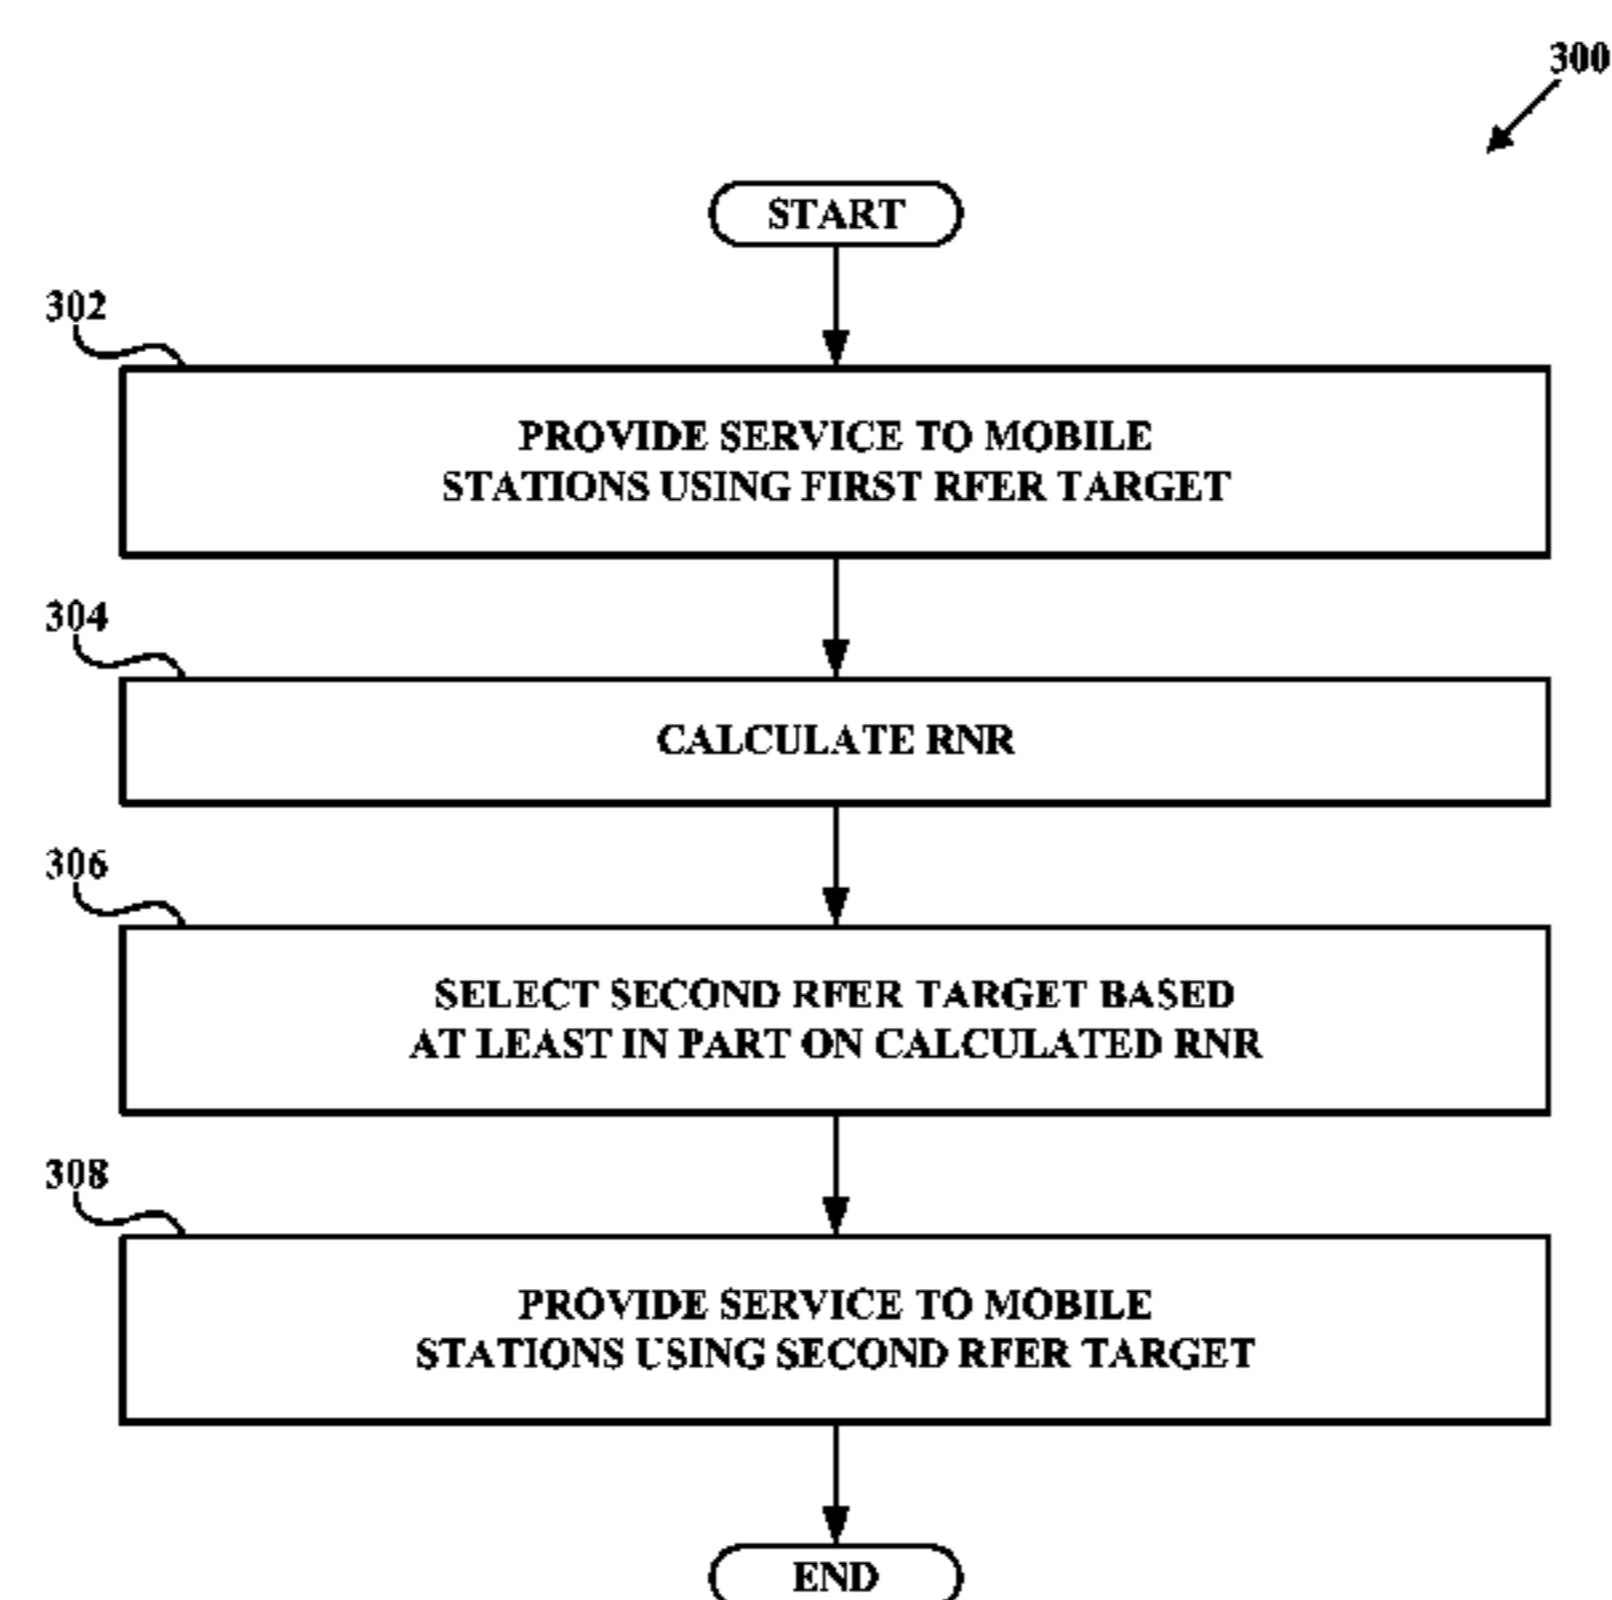 300
START
302
PROVIDE SERVICE TO MOBILE
STATIONS USING FIRST RFER TARGET
304
CALCULATE RNR
306
SELECT SECOND RFER TARGET BASED
AT LEAST IN PART ON CALCULATED RNR
308
PROVIDE SERVICE TO MOBILE
STATIONS USING SECOND RFER TARGET
END